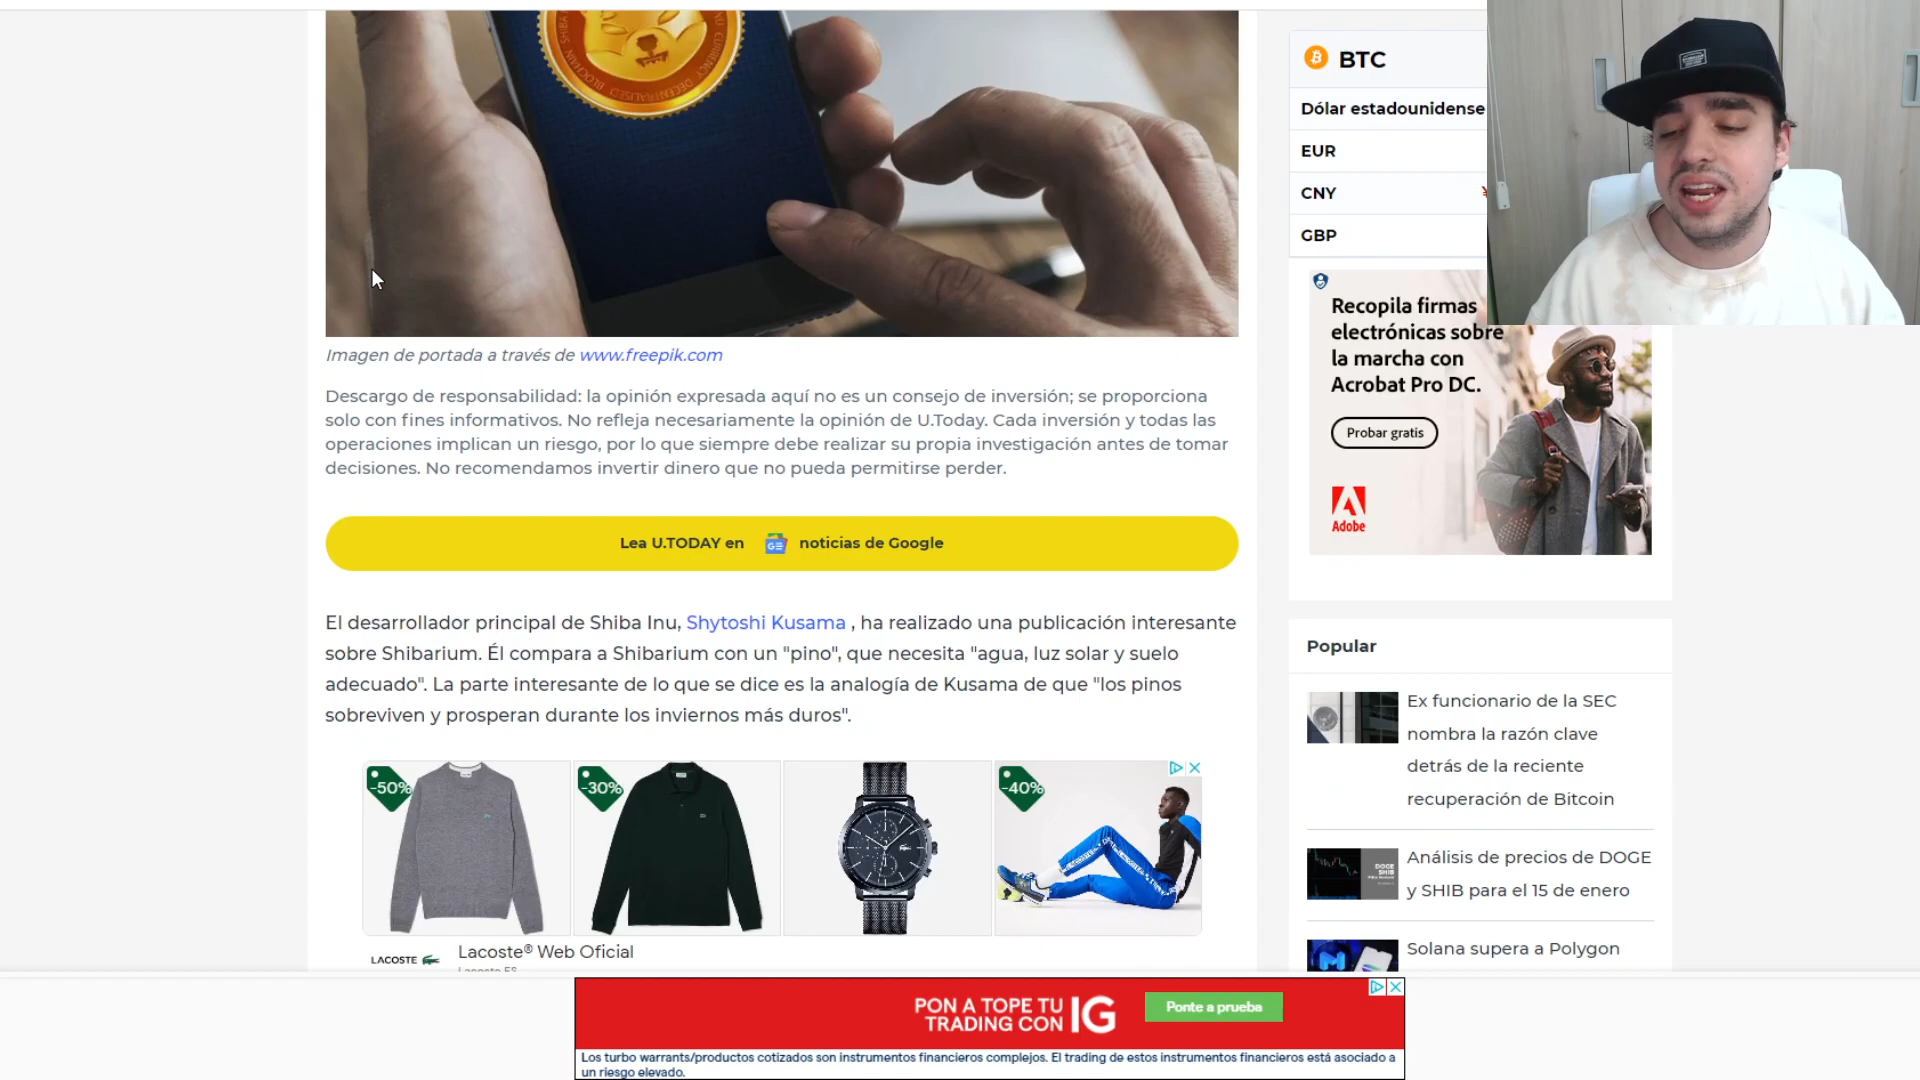 BTC
Dólar estadounidense
EUR
CNY
GBP
Imagen de portada a través de www.freepik.com
Descargo de responsabilidad: la opinión expresada aquí no es un consejo de inversión; se proporciona
solo con fines informativos. No refleja necesariamente la opinión de U.Today. Cada inversión y todas las
operaciones implican un riesgo, por lo que siempre debe realizar su propia investigación antes de tomar
decisiones. No recomendamos invertir dinero que no pueda permitirse perder.
Lea U.TODAY en GE noticias de Google
El desarrollador principal de Shiba Inu, Shytoshi Kusama , ha realizado una publicación interesante
sobre Shibarium. Él compara a Shibarium con un "pino", que necesita "agua, luz solar y suelo
adecuado". La parte interesante de lo que se dice es la analogía de Kusama de que "los pinos
sobreviven y prosperan durante los inviernos más duros".
-50%
-30%
-40%
LACOSTE
Lacoste® Web Oficial
Lacoste ES
Recopila firmas
electrónicas sobre
la marcha con
Acrobat Pro DC.
Probar gratis
Adobe
Popular
Ex funcionario de la SEC
nombra la razón clave
detrás de la reciente
recuperación de Bitcoin
DOGE
SHIB
Análisis de precios de DOGE
y SHIB para el 15 de enero
Solana supera a Polygon
PON A TOPE TU
TRADING CON
IG
Ponte a prueba
Los turbo warrants/productos cotizados son instrumentos financieros complejos. El trading de estos instrumentos financieros está asociado a
un riesgo elevado.